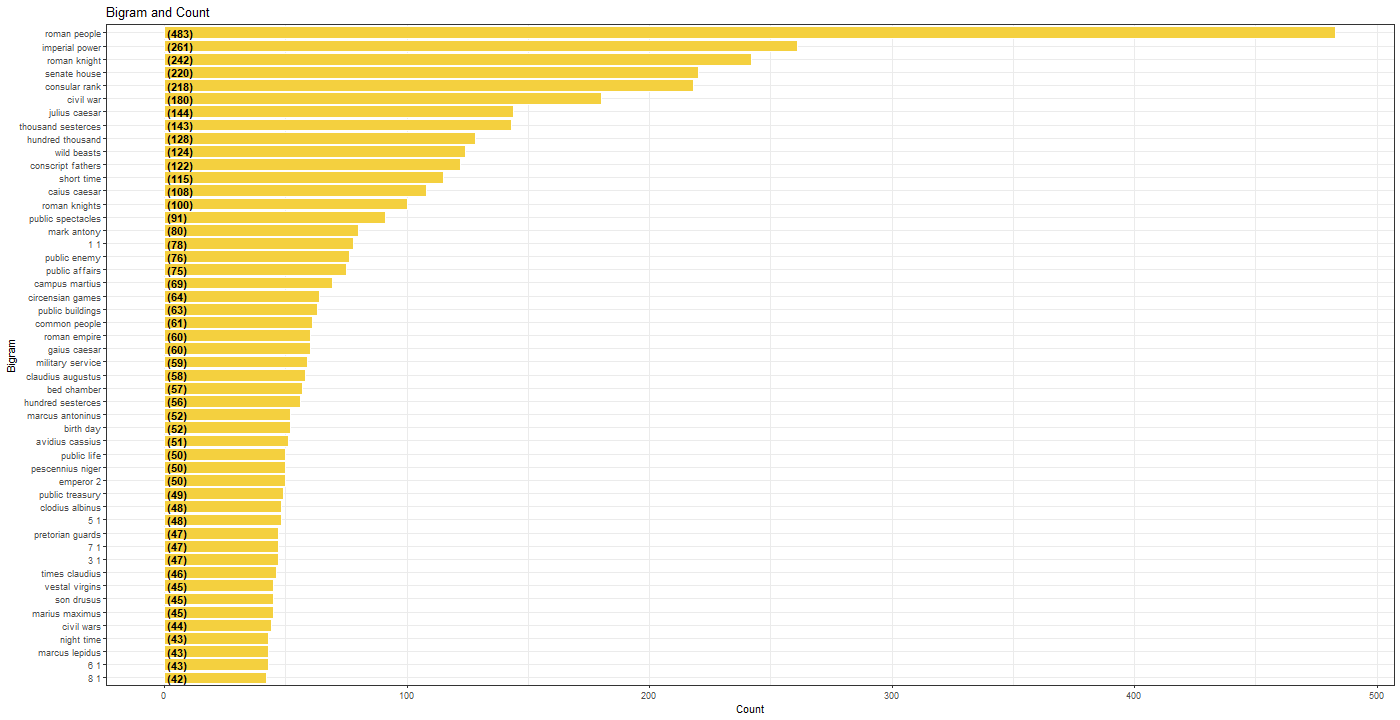 Bigram and Count
roman people (483)
imperial power (261)
roman knight (242)
senate house (220)
consular rank (218)
civil war (180)
julius caesar (144)
thousand sesterces (143)
hundred thousand (128)
wild beasts (124)
conscript fathers (122)
short time (115)
caius caesar (108)
roman knights (100)
public spectacles (91)
mark antony (80)
1 1 (78)
public enemy (76)
public affairs (75)
campus martius (69)
circensian games (64)
public buildings (63)
common people (61)
roman empire (60)
gaius caesar (60)
military service (59)
claudius augustus (58)
bed chamber (57)
hundred sesterces (56)
marcus antoninus (52)
birth day (52)
avidius cassius (51)
public life (50)
pescennius niger (50)
emperor 2 (50)
public treasury (49)
clodius albinus (48)
5 1 (48)
pretorian guards (47)
7 1 (47)
3 1 (47)
times claudius (46)
vestal virgins (45)
son drusus (45)
marius maximus (45)
civil wars (44)
night time (43)
marcus lepidus (43)
6 1 (43)
8 1 (42)
Bigram
0 100 200 300 400 500
Count